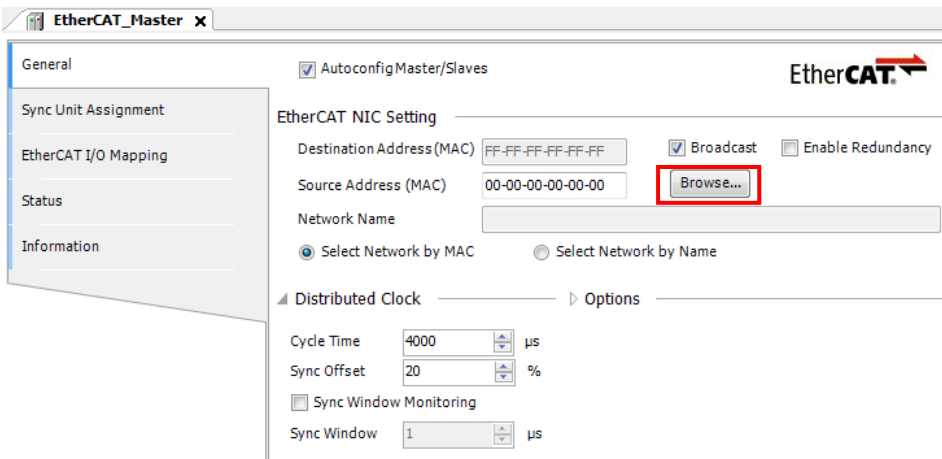 EtherCAT_Master X
General
Sync Unit Assignment
EtherCAT I/O Mapping
Status
Information
Autoconfig Master/Slaves
EtherCAT.
EtherCAT NIC Setting
Destination Address (MAC) FF-FF-FF-FF-FF-FF Broadcast Enable Redundancy
Source Address (MAC) 00-00-00-00-00-00 Browse...
Network Name
Select Network by MAC Select Network by Name
Distributed Clock Options
Cycle Time 4000 µs
Sync Offset 20 %
Sync Window Monitoring
Sync Window 1 µs